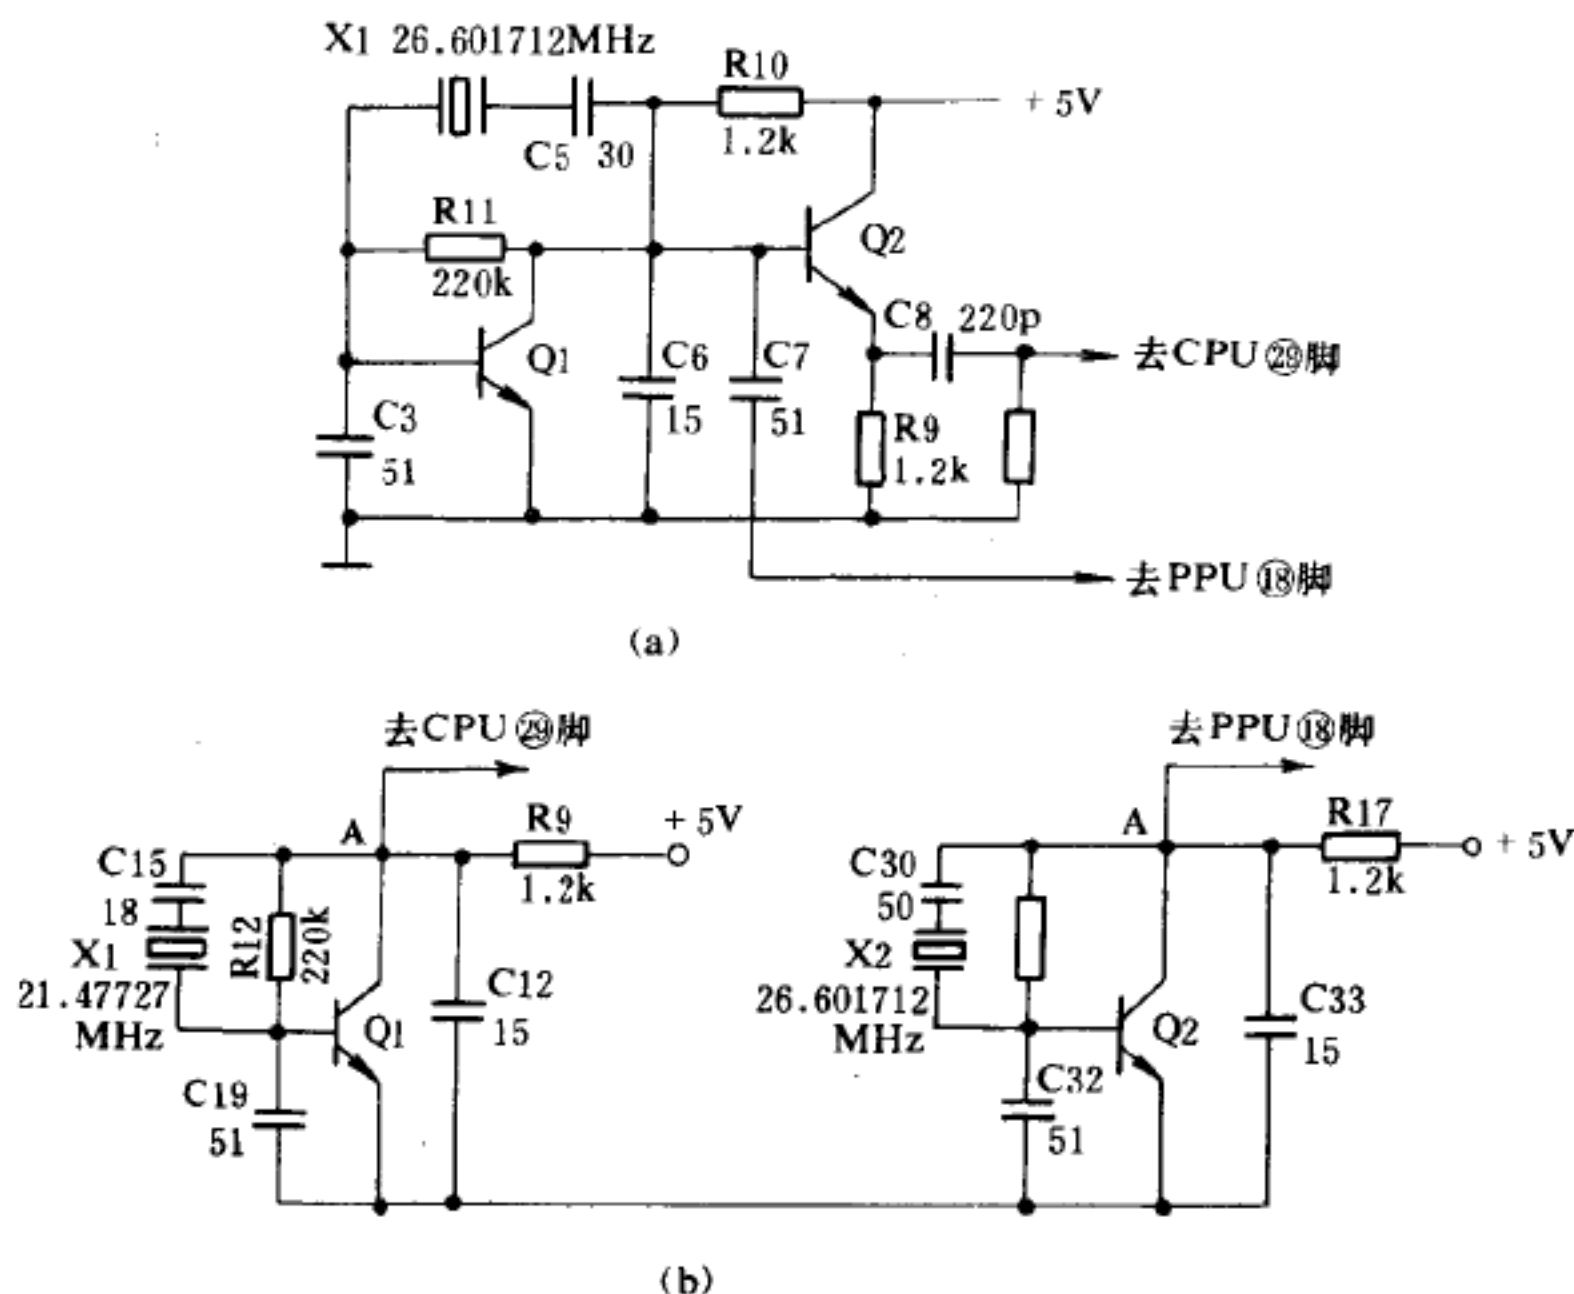 X1 26.601712MHz
R10
+ 5V
1.2k
C5 30
R11
220k
Q2
C8 220p
Q1
C6
15
C7
51
去CPU㉙脚
C3
51
R9
1.2k
去PPU⑱脚
(a)
去CPU㉙脚
A
R9
+ 5V
1.2k
C15
18
X1
21.47727
MHz
R12
220k
Q1
C12
15
C19
51
去PPU⑱脚
A
R17
+ 5V
1.2k
C30
50
X2
26.601712
MHz
Q2
C33
15
C32
51
(b)